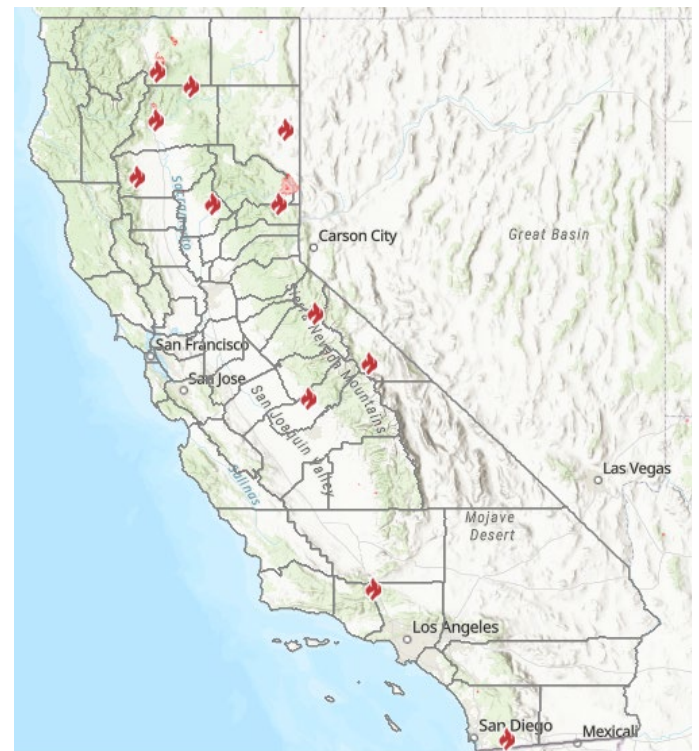 Sacramento
Carson City
Great Basin
Sierra Nevada Mountains
San Francisco
San Jose
San Joaquin Valley
Salinas
Las Vegas
Mojave
Desert
Los Angeles
San Diego
Mexicali